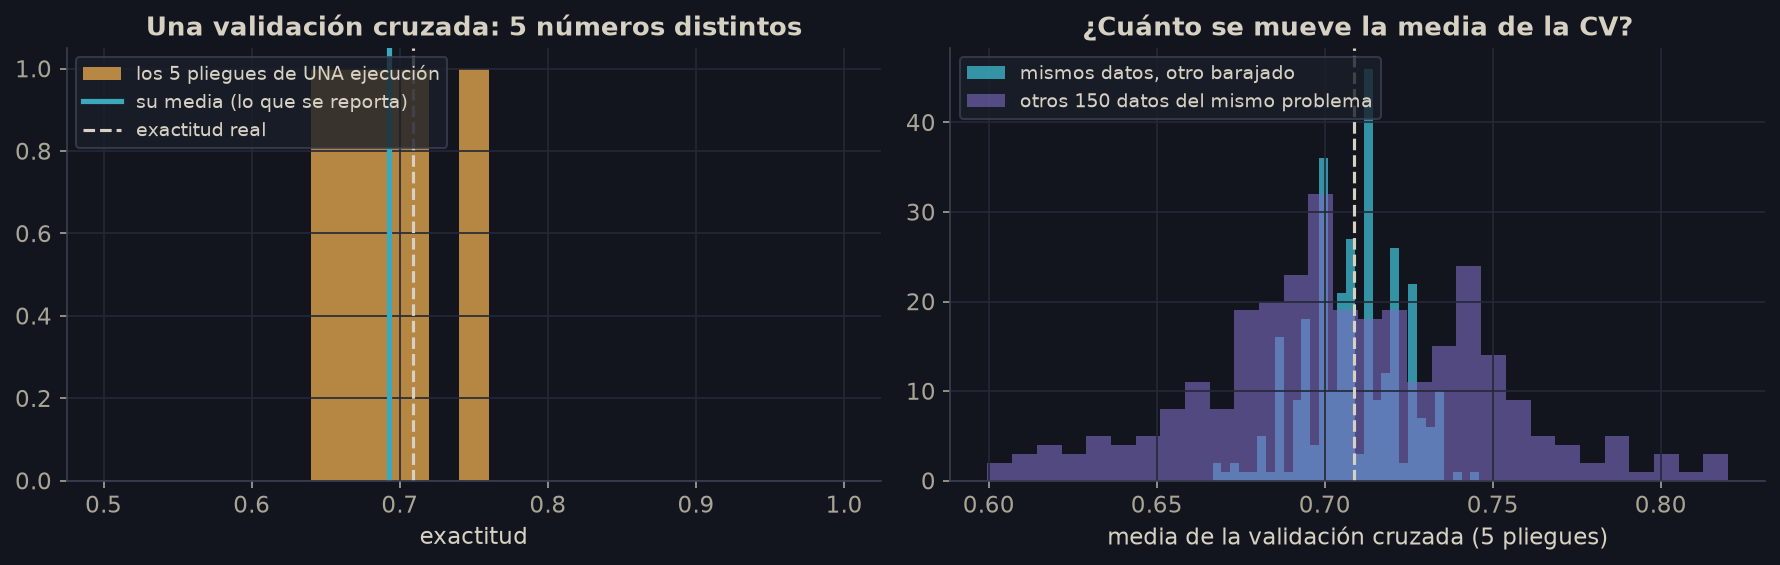 Una validación cruzada: 5 números distintos
los 5 pliegues de UNA ejecución
su media (lo que se reporta)
exactitud real
1.0
0.8
0.6
0.4
0.2
0.0
0.5 0.6 0.7 0.8 0.9 1.0
exactitud
¿Cuánto se mueve la media de la CV?
mismos datos, otro barajado
otros 150 datos del mismo problema
40
30
20
10
0
0.60 0.65 0.70 0.75 0.80
media de la validación cruzada (5 pliegues)